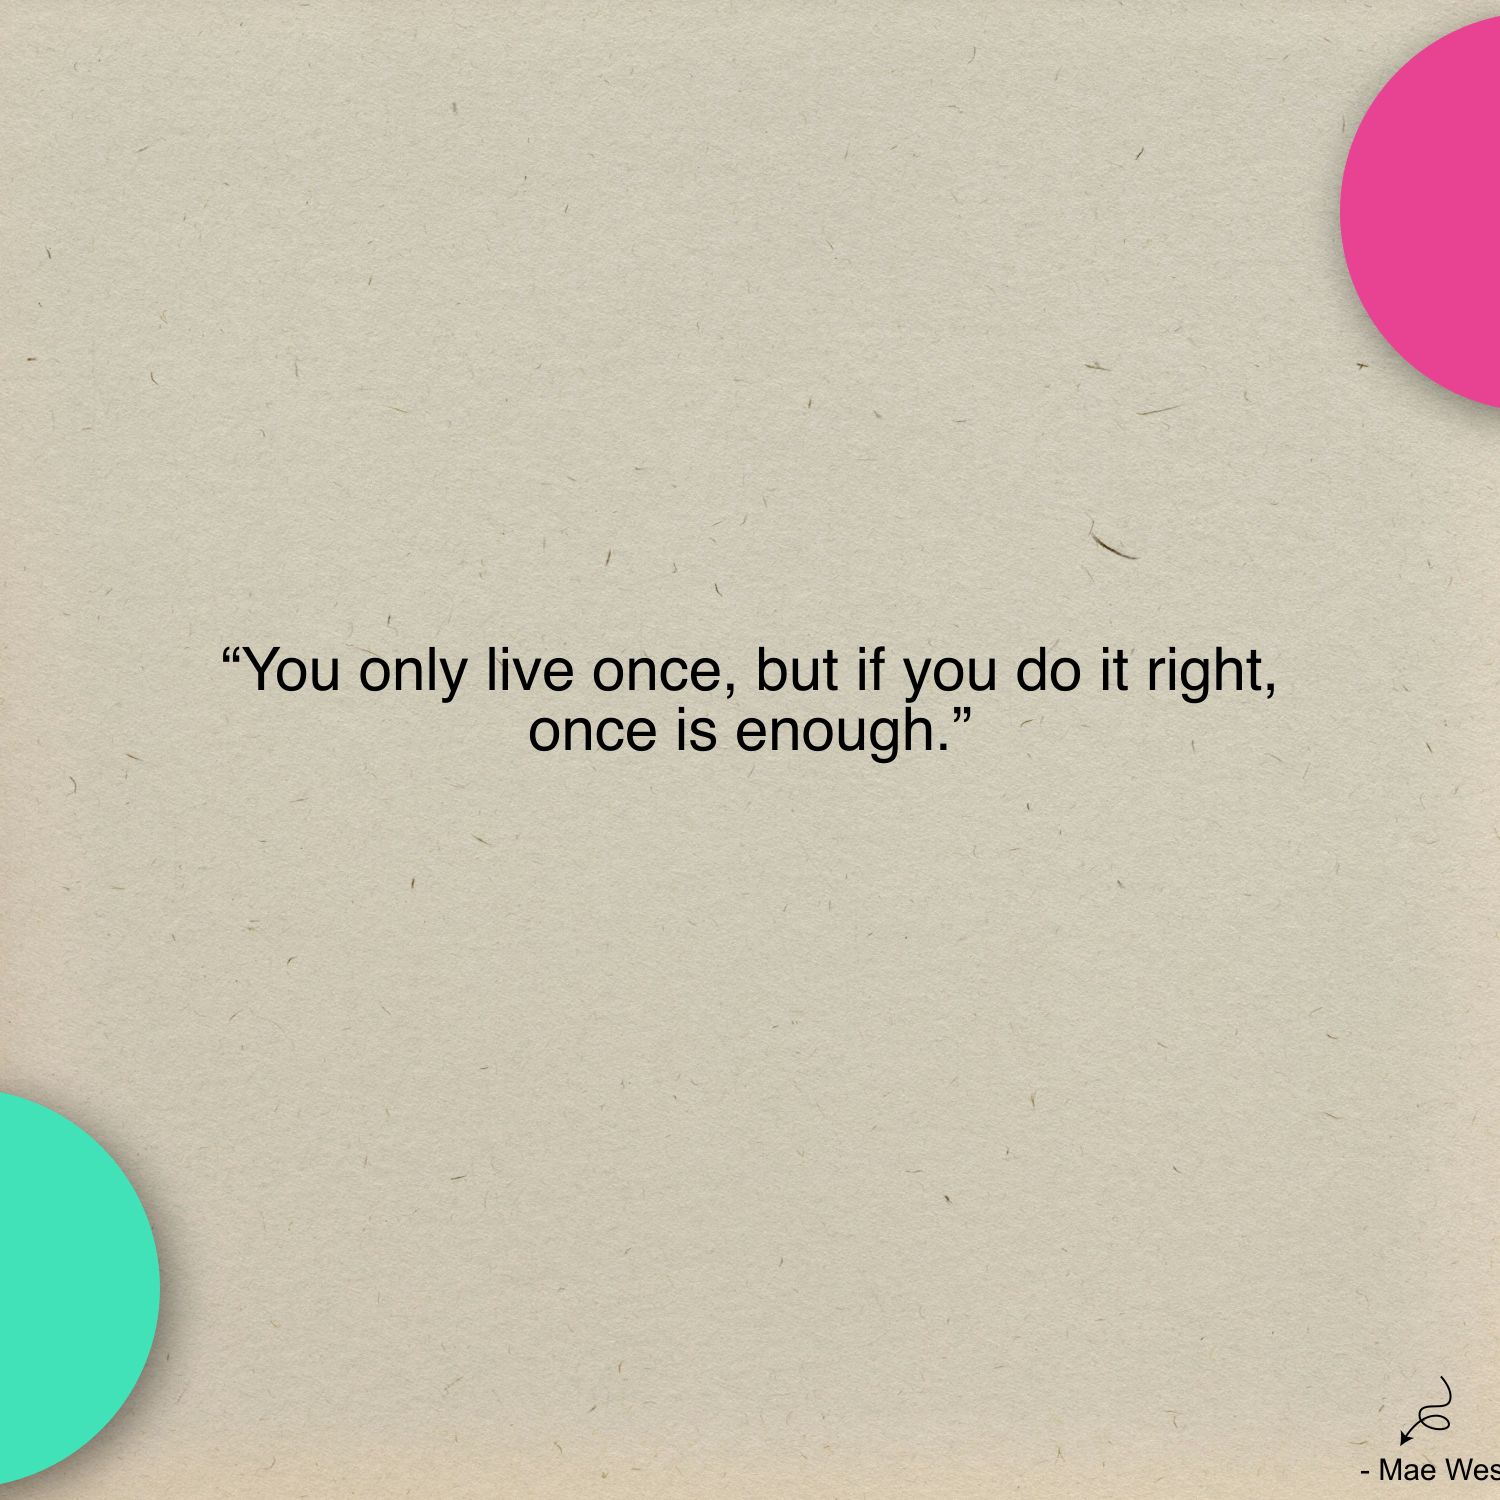 “You only live once, but if you do it right,
once is enough.”
- Mae Wes